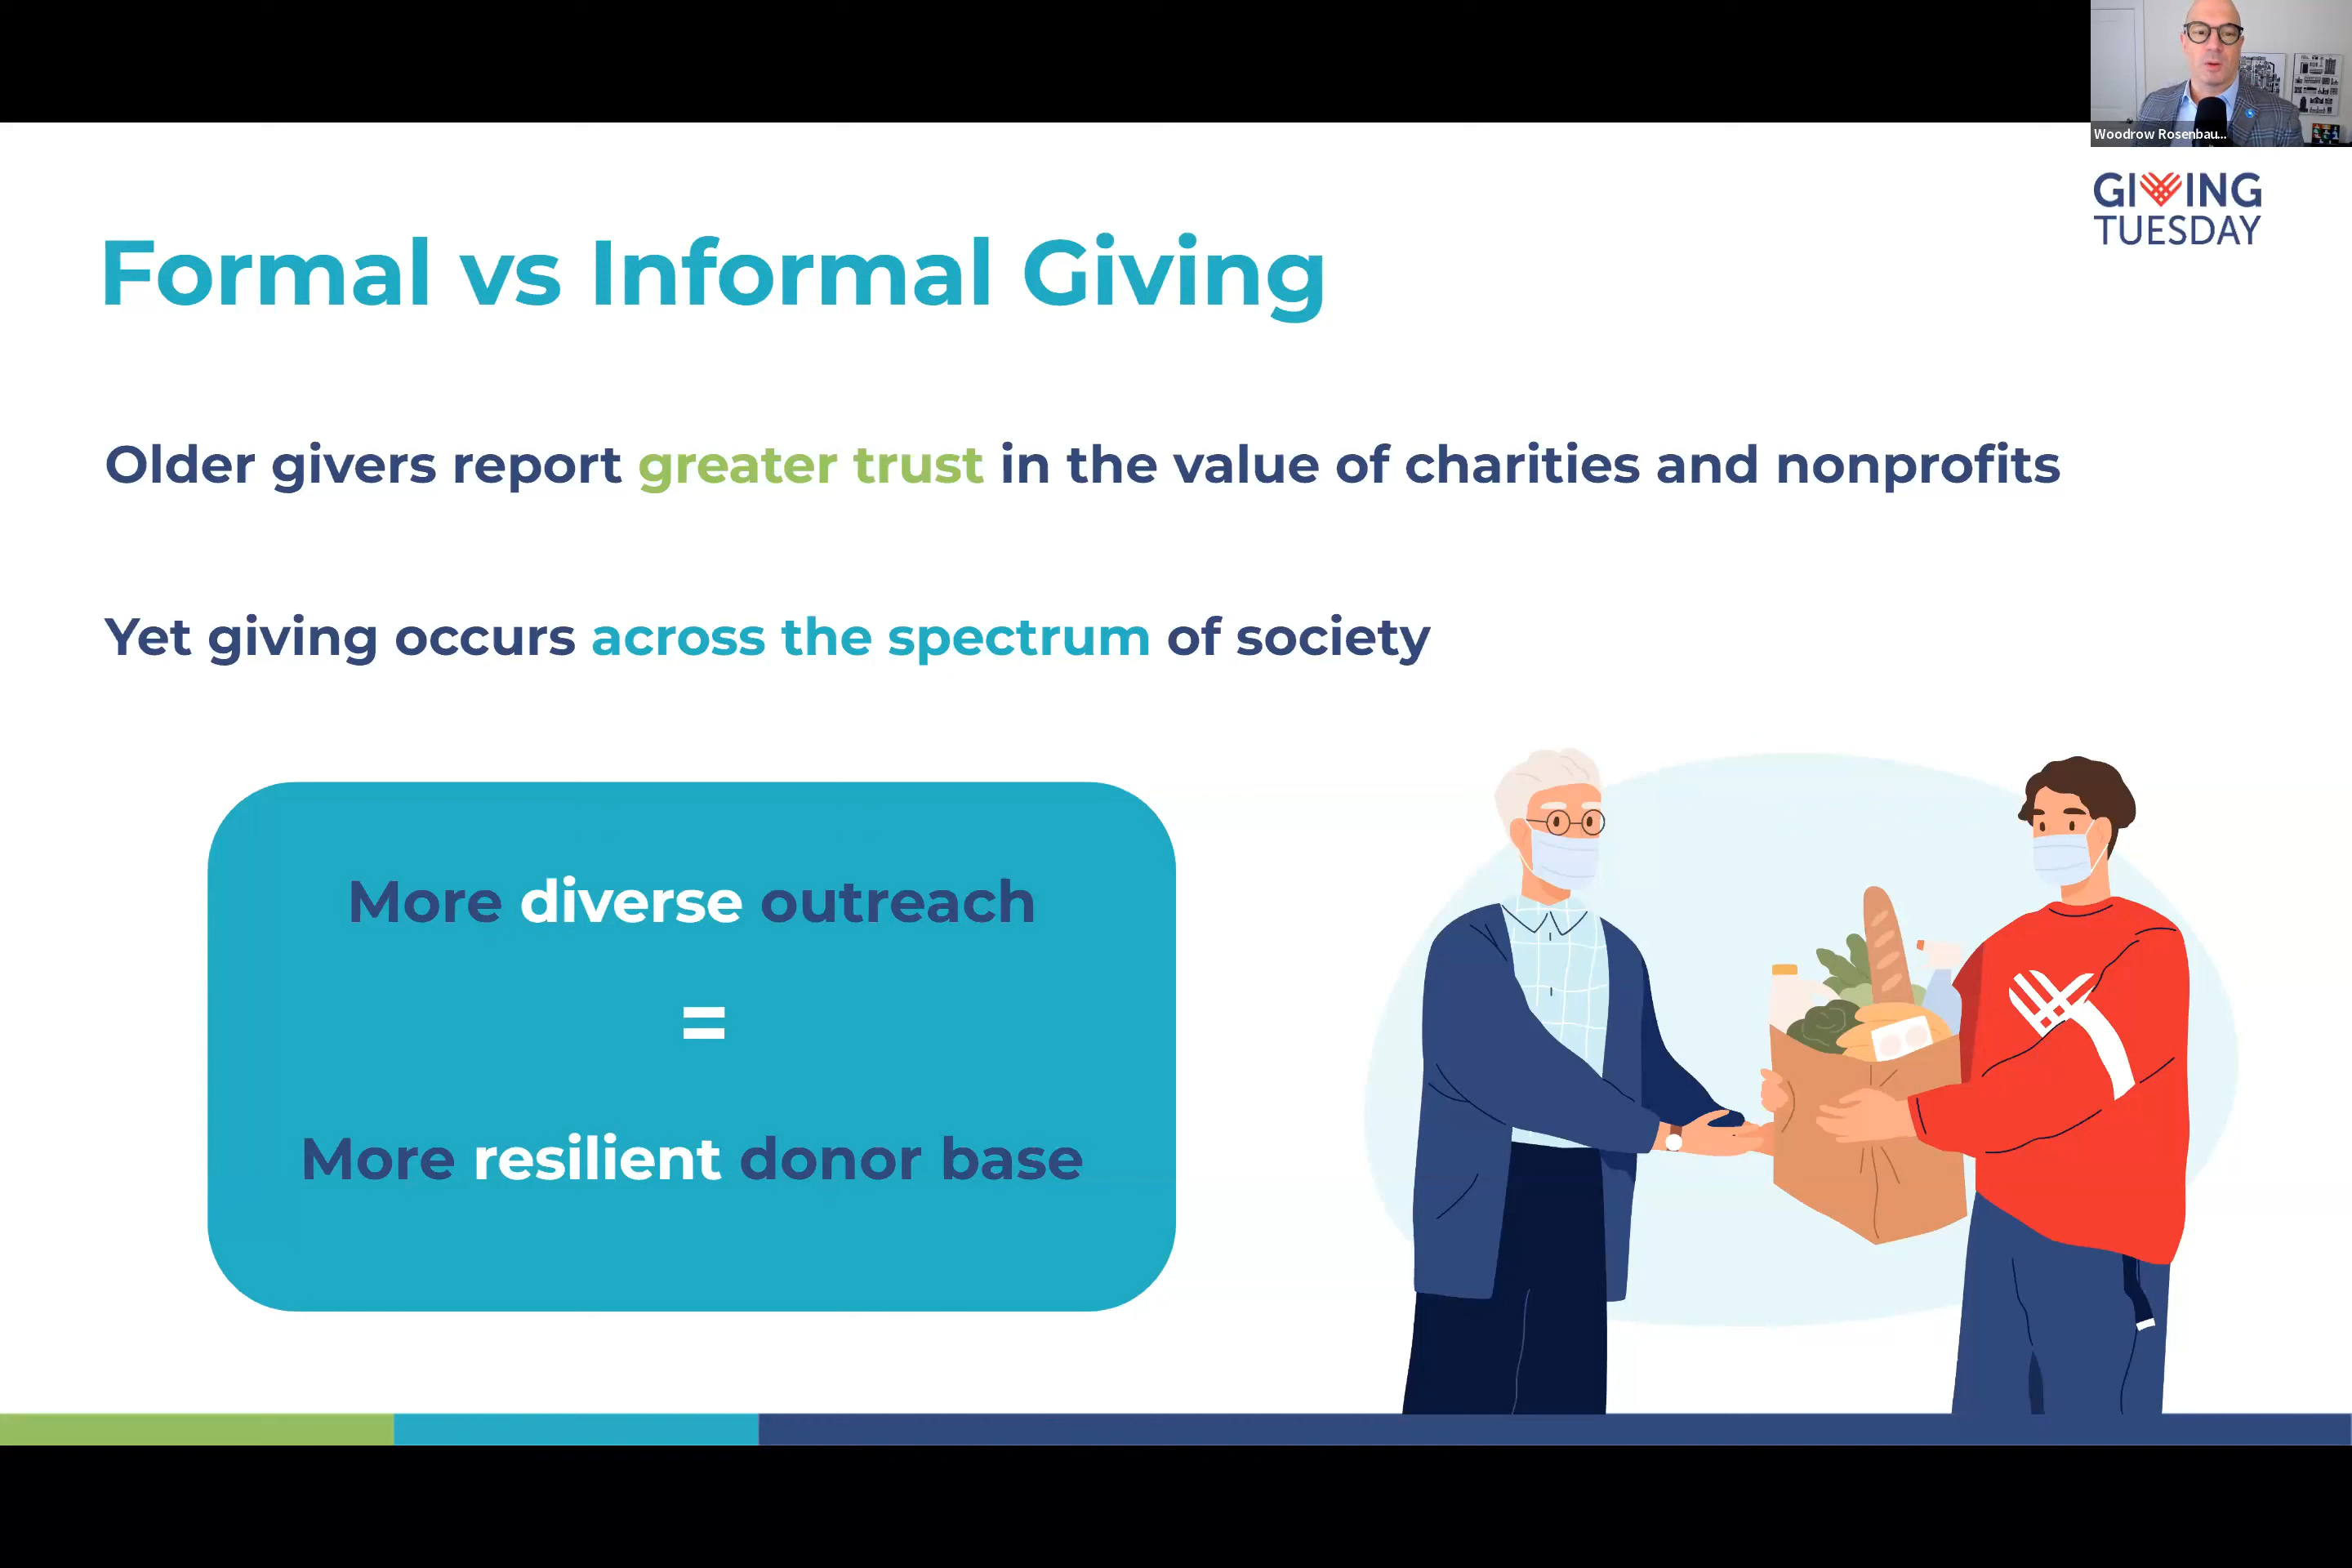 Woodrow Rosenbau...
GIVING
TUESDAY
Formal vs Informal Giving
Older givers report greater trust in the value of charities and nonprofits
Yet giving occurs across the spectrum of society
More diverse outreach
=
More resilient donor base